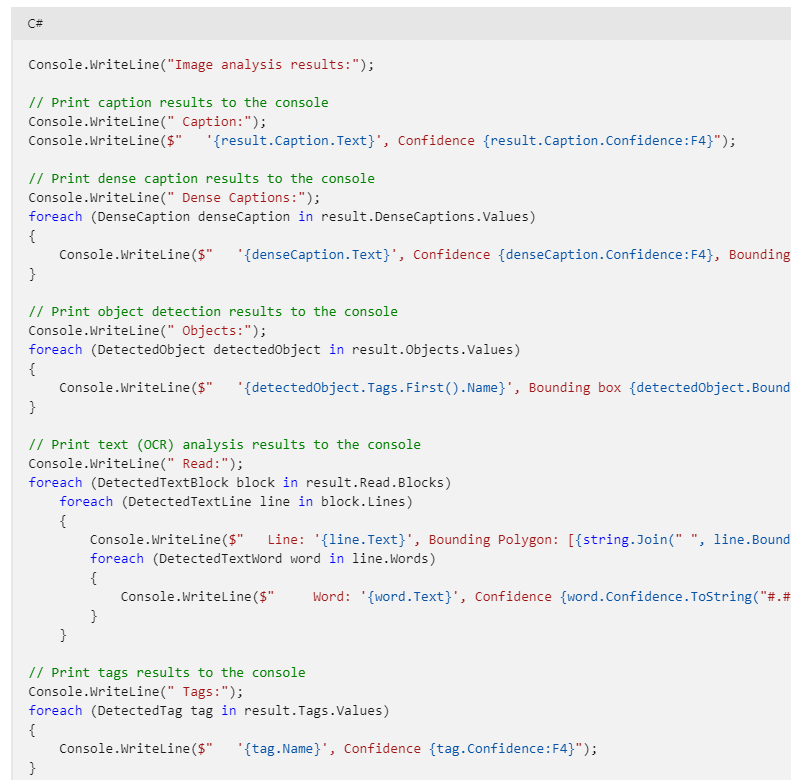 C#
Console.WriteLine("Image analysis results:");
// Print caption results to the console
Console.WriteLine(" Caption:");
Console.WriteLine($"   '{result.Caption.Text}', Confidence {result.Caption.Confidence:F4}");
// Print dense caption results to the console
Console.WriteLine(" Dense Captions:");
foreach (DenseCaption denseCaption in result.DenseCaptions.Values)
{
    Console.WriteLine($"   '{denseCaption.Text}', Confidence {denseCaption.Confidence:F4}, Bounding
}
// Print object detection results to the console
Console.WriteLine(" Objects:");
foreach (DetectedObject detectedObject in result.Objects.Values)
{
    Console.WriteLine($"   '{detectedObject.Tags.First().Name}', Bounding box {detectedObject.Bound
}
// Print text (OCR) analysis results to the console
Console.WriteLine(" Read:");
foreach (DetectedTextBlock block in result.Read.Blocks)
    foreach (DetectedTextLine line in block.Lines)
    {
        Console.WriteLine($"   Line: '{line.Text}', Bounding Polygon: [{string.Join(" ", line.Bound
        foreach (DetectedTextWord word in line.Words)
        {
            Console.WriteLine($"     Word: '{word.Text}', Confidence {word.Confidence.ToString("#.#
        }
    }
// Print tags results to the console
Console.WriteLine(" Tags:");
foreach (DetectedTag tag in result.Tags.Values)
{
    Console.WriteLine($"   '{tag.Name}', Confidence {tag.Confidence:F4}");
}